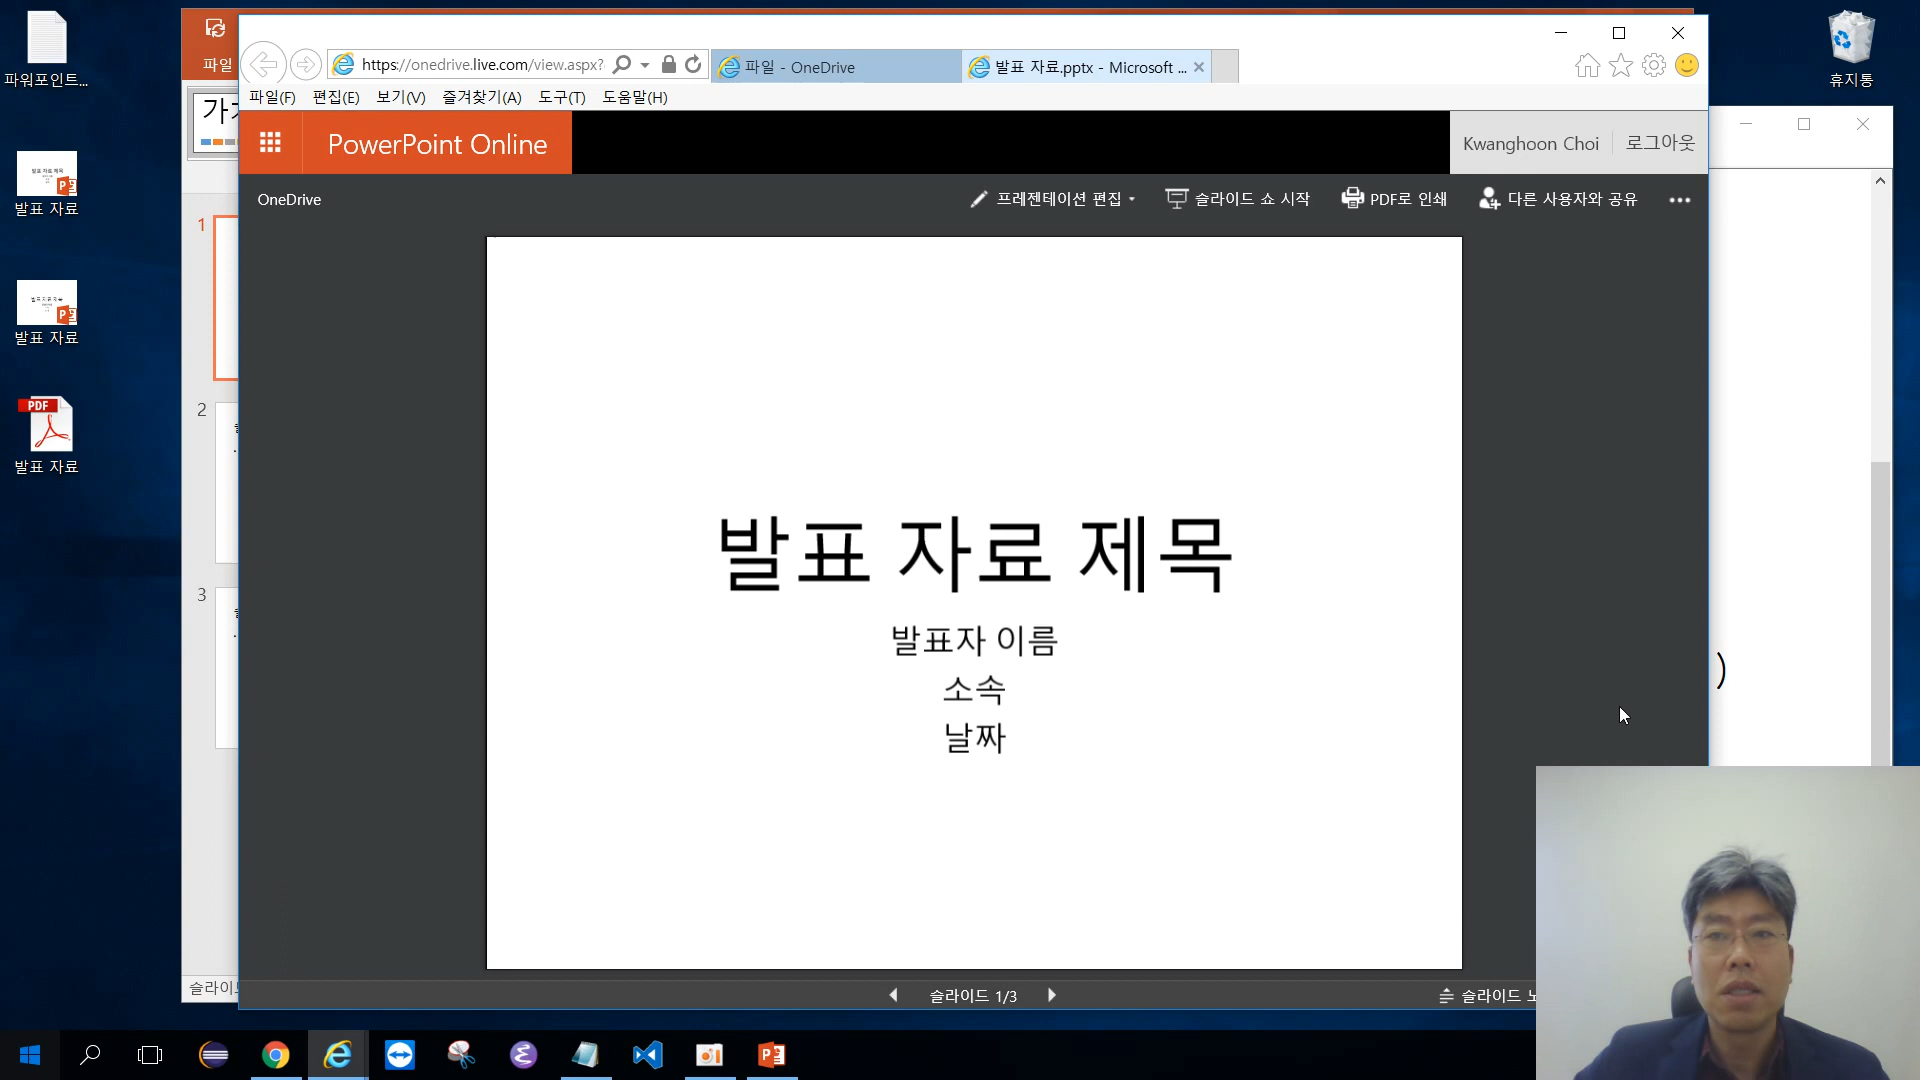 파워포인트...
발표 자료
발표 자료
PDF
발표 자료
휴지통
파일
https://onedrive.live.com/view.aspx?
파일 - OneDrive
발표 자료.pptx - Microsoft ...
파일(F) 편집(E) 보기(V) 즐겨찾기(A) 도구(T) 도움말(H)
PowerPoint Online
Kwanghoon Choi
로그아웃
OneDrive
프레젠테이션 편집
슬라이드 쇼 시작
PDF로 인쇄
다른 사용자와 공유
1
2
3
발표 자료 제목
발표자 이름
소속
날짜
)
슬라이드 1/3
슬라이드